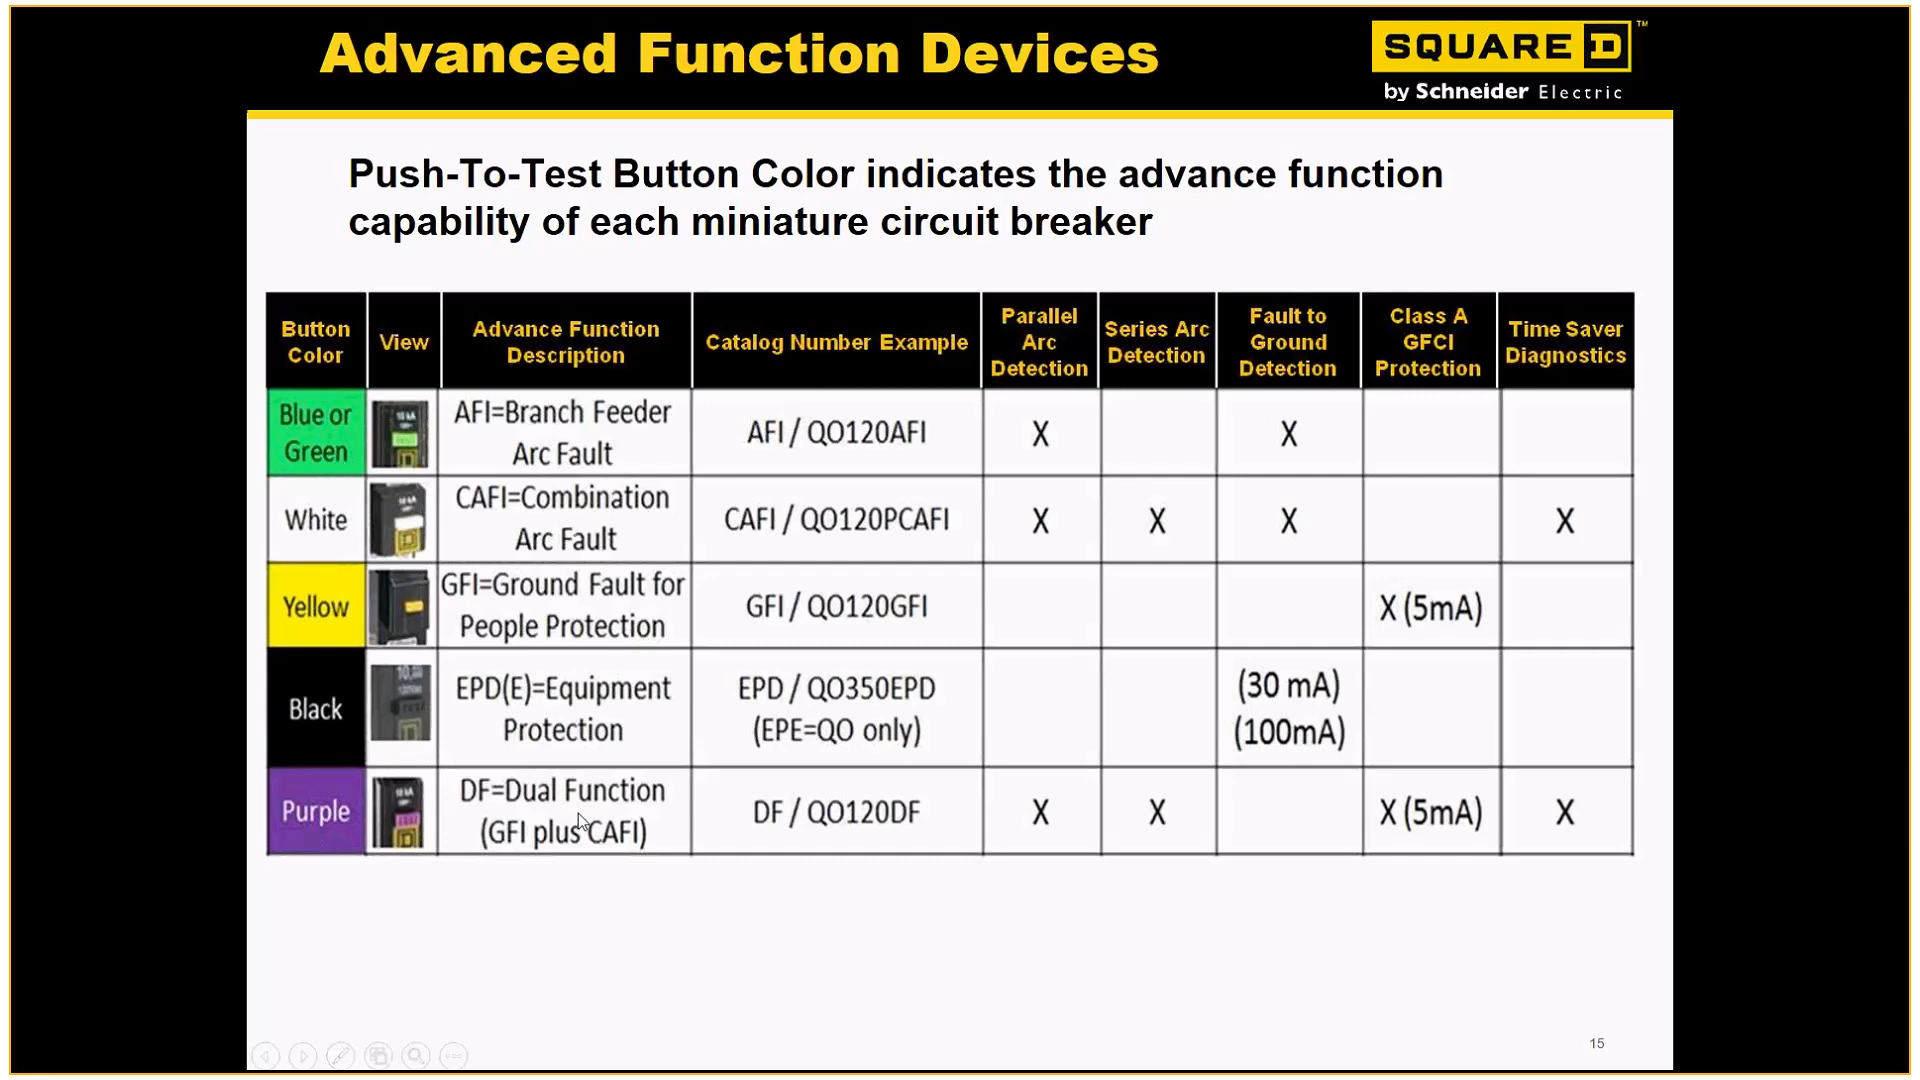 Advanced Function Devices
SQUARE D™
by Schneider Electric
Push-To-Test Button Color indicates the advance function
capability of each miniature circuit breaker
Button Color | View | Advance Function Description | Catalog Number Example | Parallel Arc Detection | Series Arc Detection | Fault to Ground Detection | Class A GFCI Protection | Time Saver Diagnostics
Blue or Green | AFI=Branch Feeder Arc Fault | AFI / QO120AFI | X | X
White | CAFI=Combination Arc Fault | CAFI / QO120PCAFI | X | X | X | X
Yellow | GFI=Ground Fault for People Protection | GFI / QO120GFI | X (5mA)
Black | EPD(E)=Equipment Protection | EPD / QO350EPD (EPE=QO only) | (30 mA) (100mA)
Purple | DF=Dual Function (GFI plus CAFI) | DF / QO120DF | X | X | X (5mA) | X
15